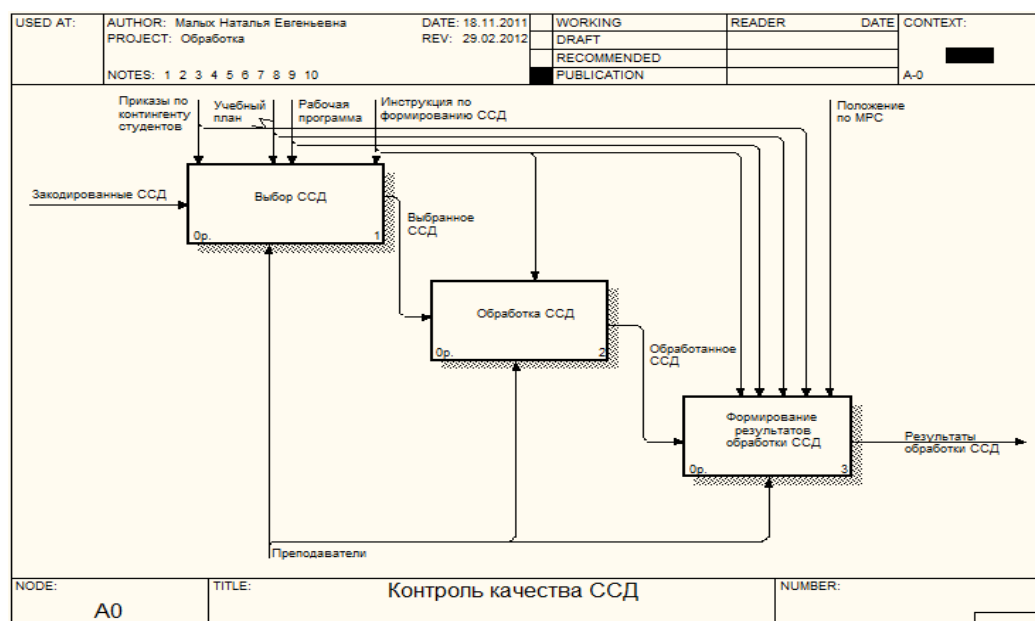 USED AT:
AUTHOR: Малых Наталья Евгеньевна
DATE: 18.11.2011
PROJECT: Обработка
REV: 29.02.2012
NOTES: 1 2 3 4 5 6 7 8 9 10
WORKING
DRAFT
RECOMMENDED
PUBLICATION
READER
DATE
CONTEXT:
A-0
Приказы по
контингенту
студентов
Учебный
план
Рабочая
программа
Инструкция по
формированию ССД
Положение
по МРС
Закодированные ССД
Выбор ССД
0р.
1
Выбранное
ССД
Обработка ССД
0р.
2
Обработанное
ССД
Формирование
результатов
обработки ССД
0р.
3
Результаты
обработки ССД
Преподаватели
NODE:
A0
TITLE:
Контроль качества ССД
NUMBER: